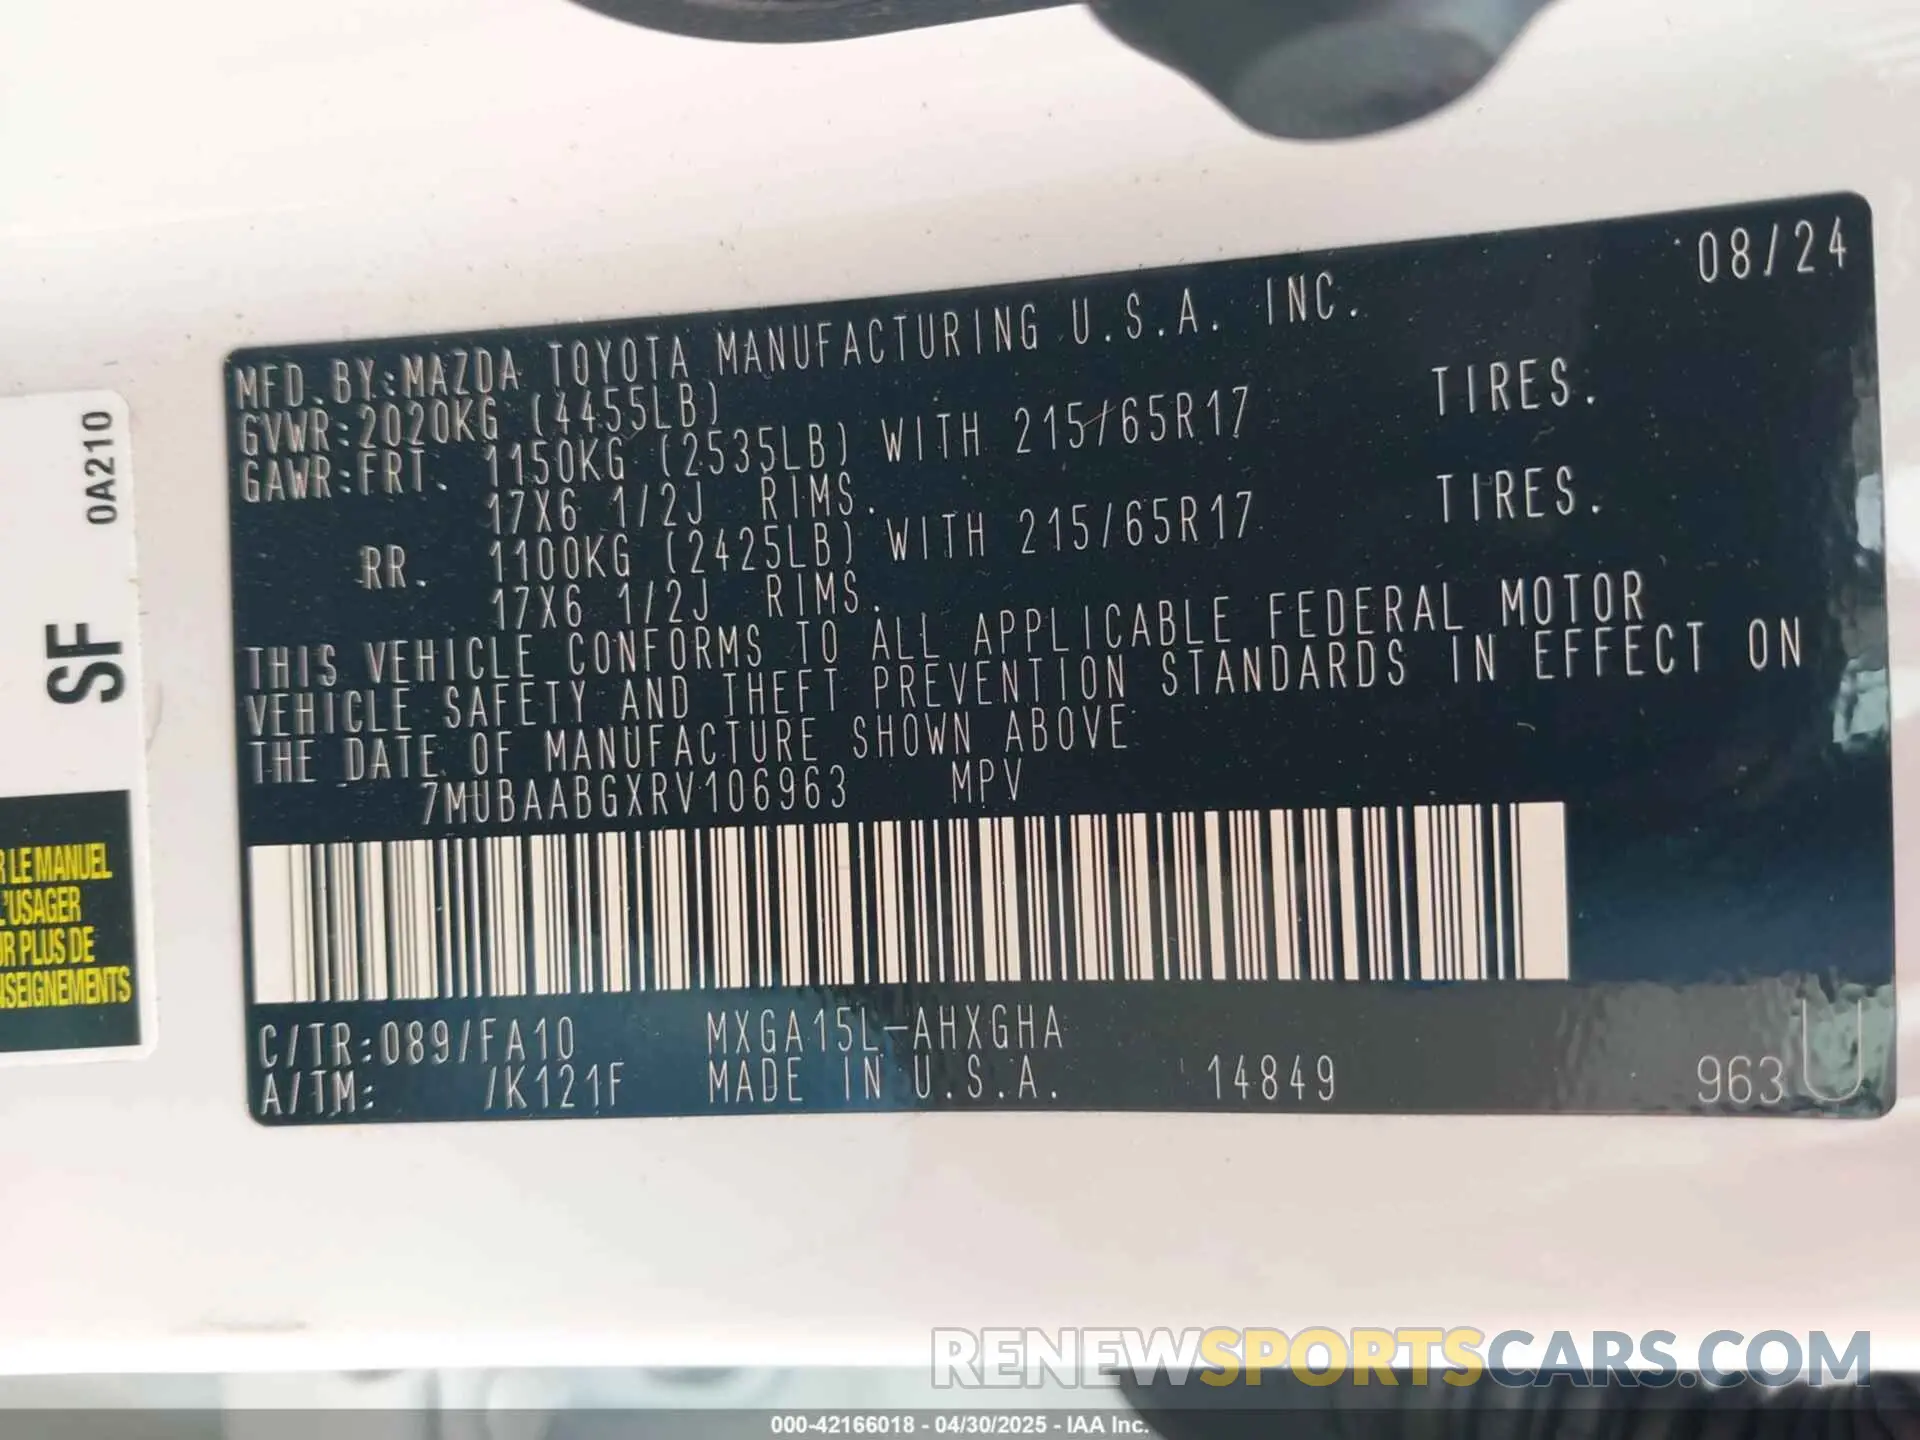 08/24
MFD.BY:MAZDA TOYOTA MANUFACTURING U.S.A. INC.
GVWR:2020KG (4455LB)
GAWR:FRT. 1150KG (2535LB) WITH 215/65R17 TIRES.
17X6 1/2J RIMS.
RR. 1100KG (2425LB) WITH 215/65R17 TIRES.
17X6 1/2J RIMS.
THIS VEHICLE CONFORMS TO ALL APPLICABLE FEDERAL MOTOR
VEHICLE SAFETY AND THEFT PREVENTION STANDARDS IN EFFECT ON
THE DATE OF MANUFACTURE SHOWN ABOVE
7MUBAABGXRV106963 MPV
C/TR:089/FA10 MXGA15L-AHXGHA
A/TM: /K121F MADE IN U.S.A. 14849 963 U
0A210
SF
LE MANUEL
L'USAGER
PLUS DE
RENEWSPORTSCARS.COM
000-42166018 - 04/30/2025 - IAA Inc.